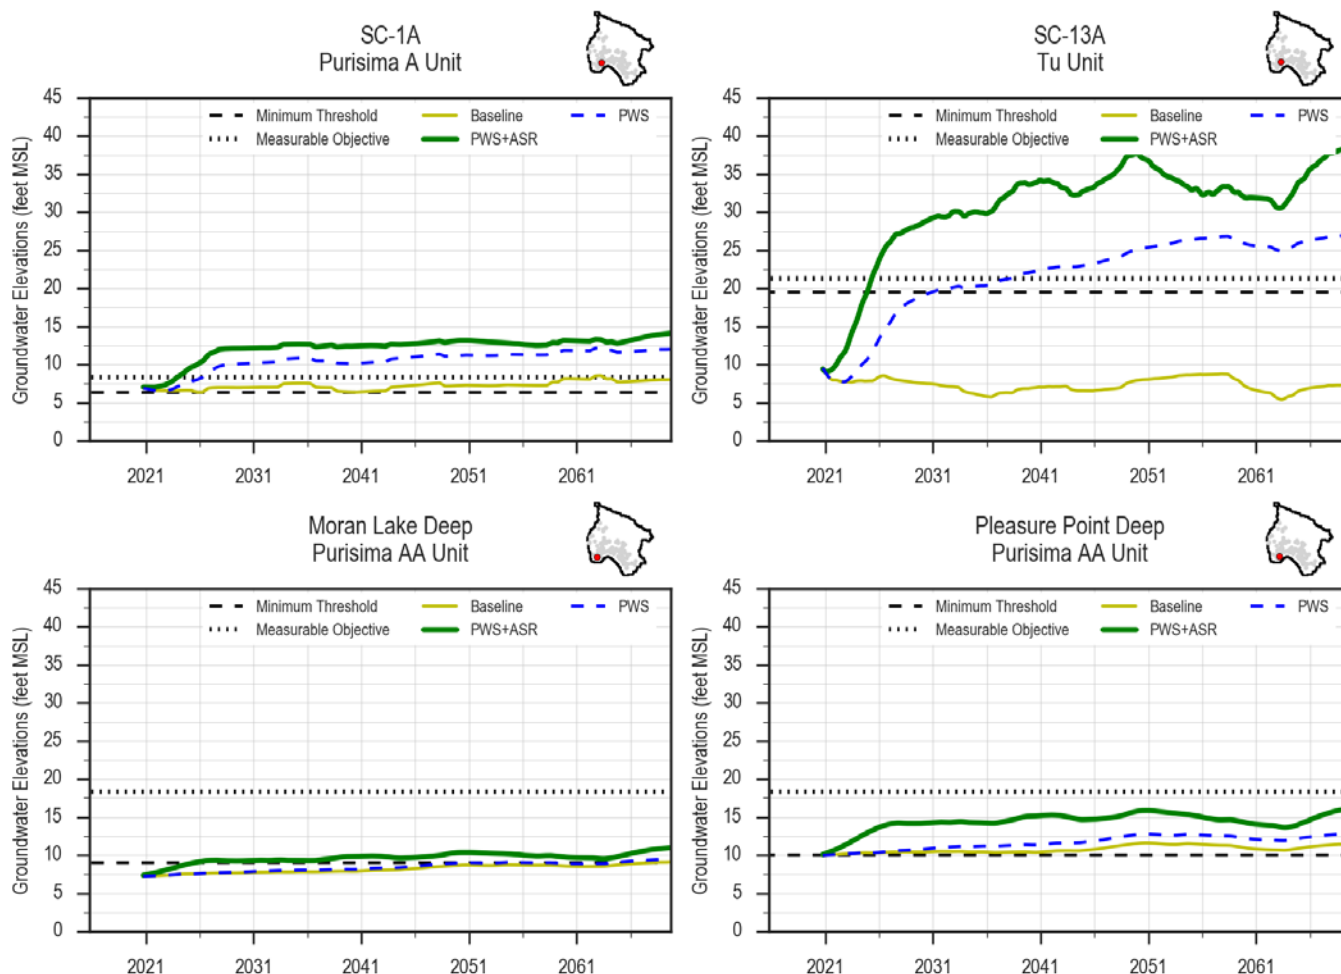 SC-1A
Purisima A Unit
Groundwater Elevations (feet MSL)
45
40
35
30
25
20
15
10
5
0
Minimum Threshold
Measurable Objective
Baseline
PWS+ASR
PWS
2021 2031 2041 2051 2061
SC-13A
Tu Unit
Groundwater Elevations (feet MSL)
45
40
35
30
25
20
15
10
5
0
Minimum Threshold
Measurable Objective
Baseline
PWS+ASR
PWS
2021 2031 2041 2051 2061
Moran Lake Deep
Purisima AA Unit
Groundwater Elevations (feet MSL)
45
40
35
30
25
20
15
10
5
0
Minimum Threshold
Measurable Objective
Baseline
PWS+ASR
PWS
2021 2031 2041 2051 2061
Pleasure Point Deep
Purisima AA Unit
Groundwater Elevations (feet MSL)
45
40
35
30
25
20
15
10
5
0
Minimum Threshold
Measurable Objective
Baseline
PWS+ASR
PWS
2021 2031 2041 2051 2061